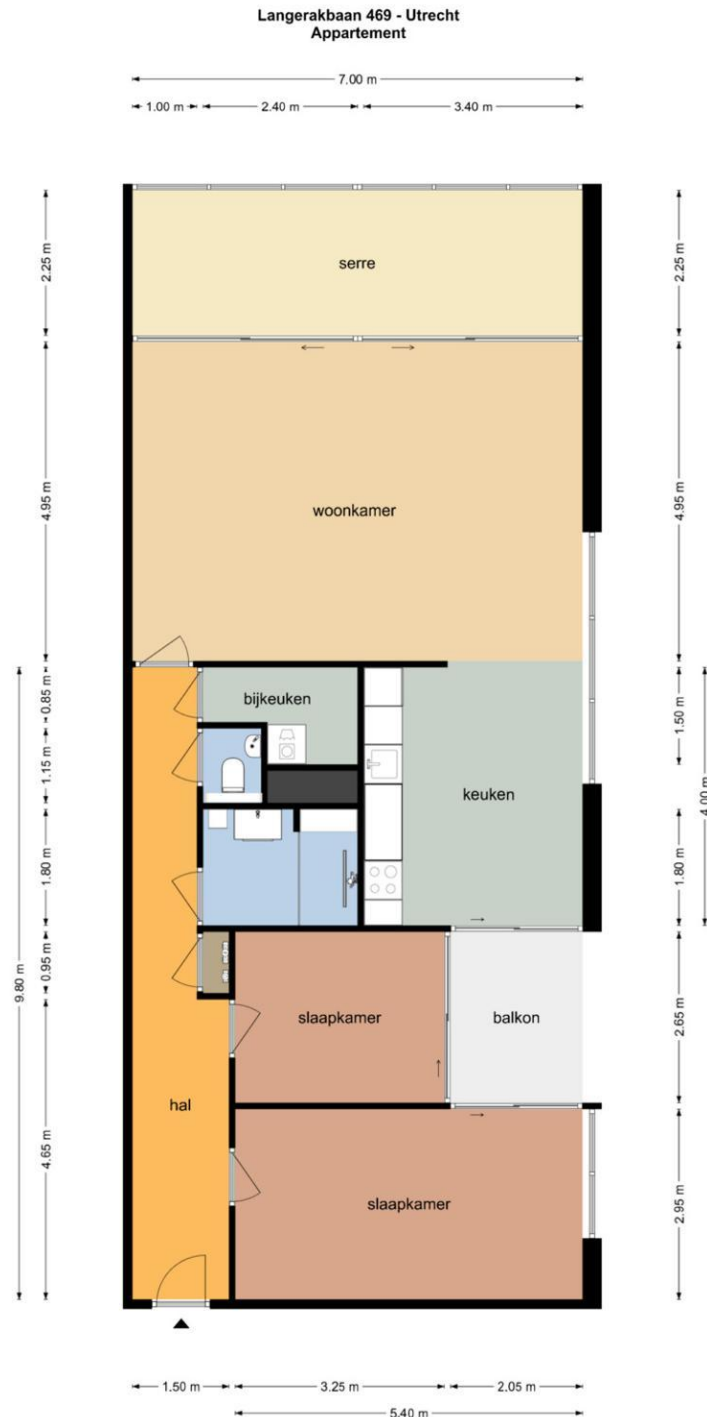 Langerakbaan 469 - Utrecht
Appartement
7.00 m
1.00 m
2.40 m
3.40 m
2.25 m
serre
2.25 m
4.95 m
woonkamer
4.95 m
0.85 m
bijkeuken
1.50 m
1.15 m
keuken
4.00 m
1.80 m
1.80 m
9.80 m
0.95 m
slaapkamer
balkon
2.65 m
hal
4.65 m
slaapkamer
2.95 m
1.50 m
3.25 m
2.05 m
5.40 m